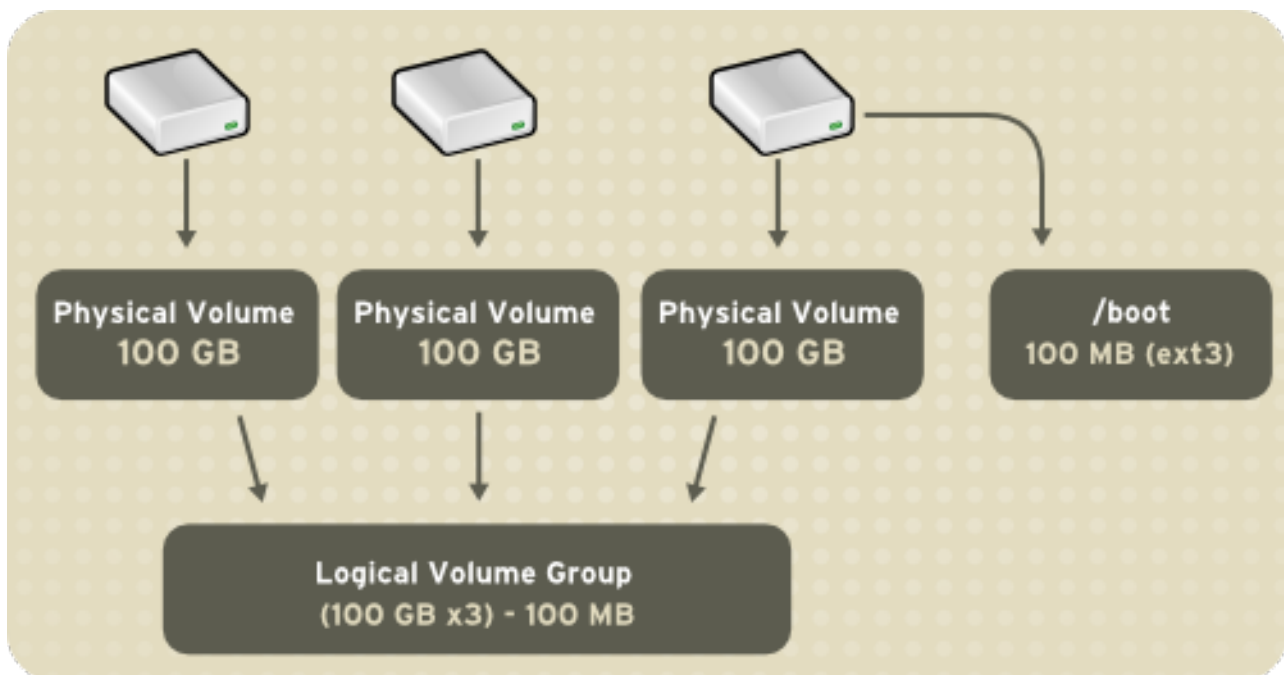 Physical Volume
100 GB
Physical Volume
100 GB
Physical Volume
100 GB
/boot
100 MB (ext3)
Logical Volume Group
(100 GB x3) - 100 MB